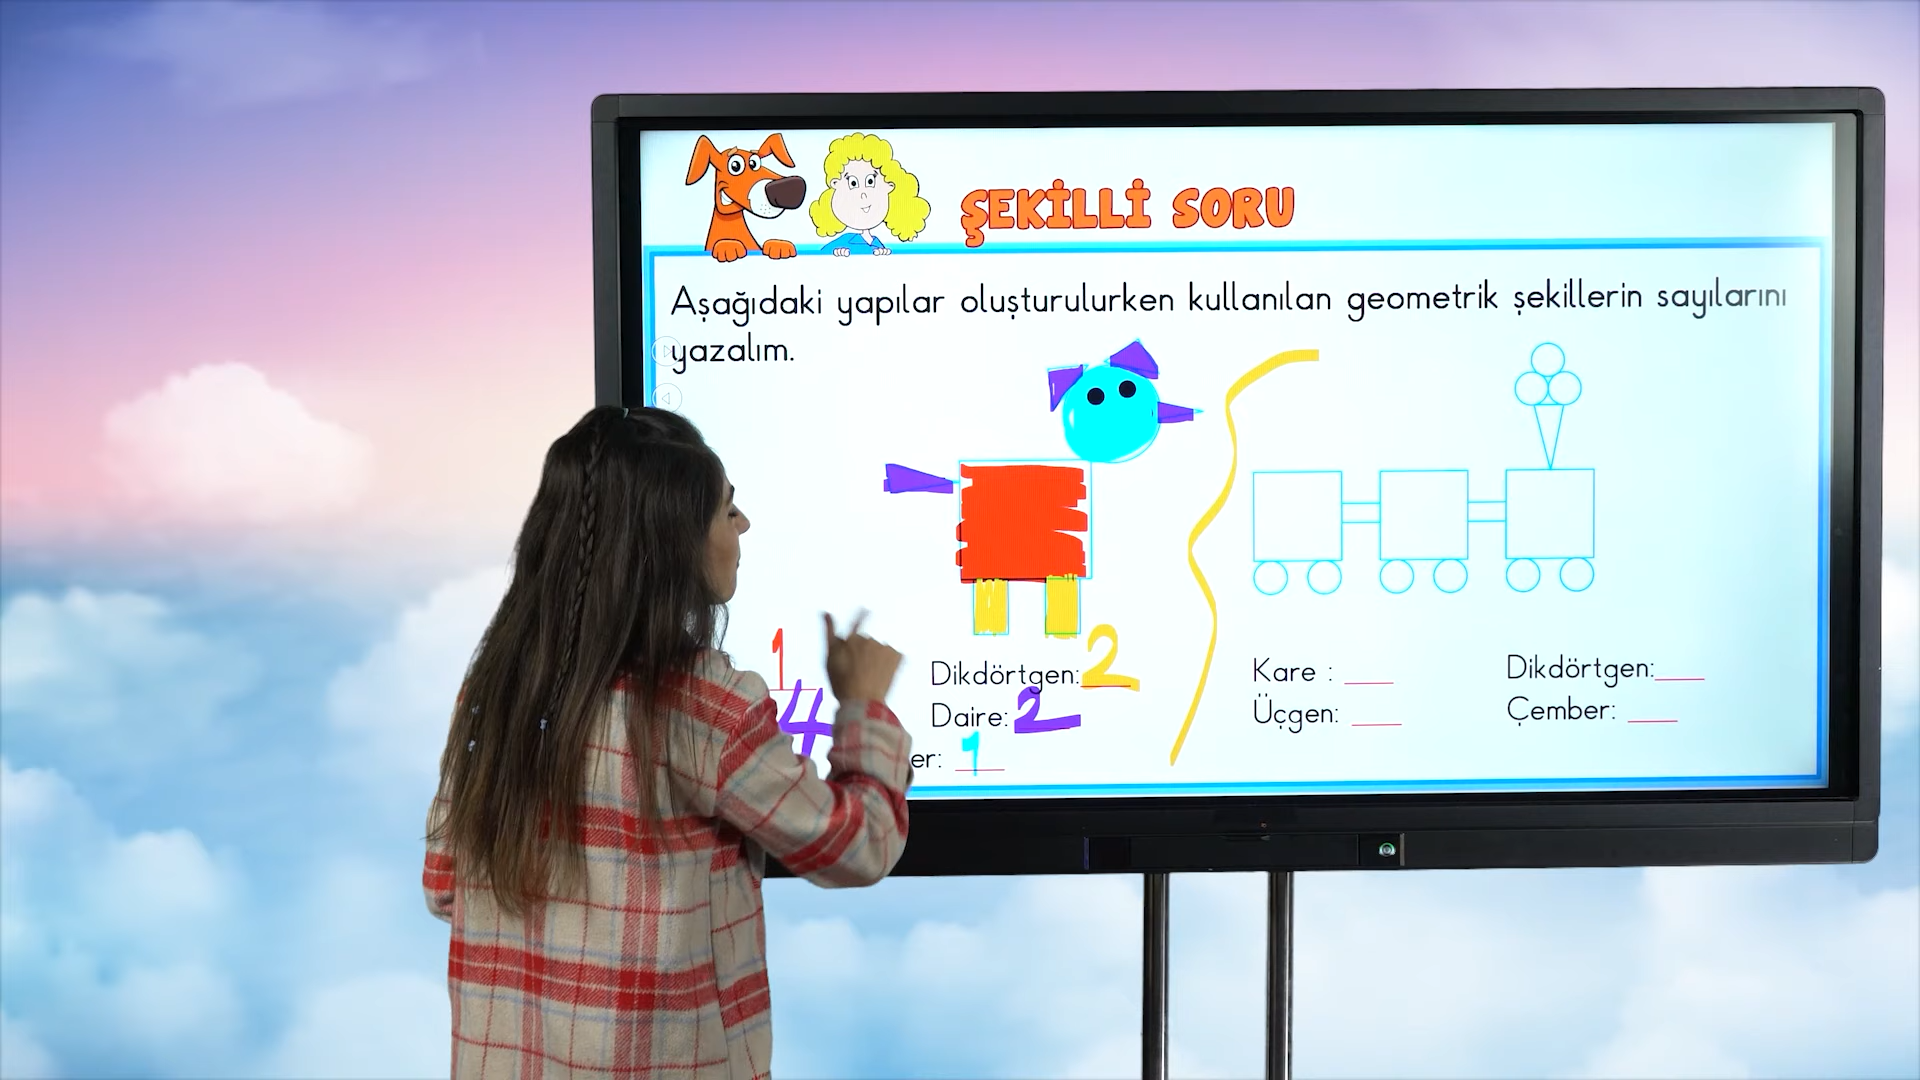 ŞEKİLLİ SORU
Aşağıdaki yapılar oluşturulurken kullanılan geometrik şekillerin sayılarını
yazalım.
1
Dikdörtgen: 2
4
Daire: 2
er: 1
Kare : ___
Dikdörtgen:___
Üçgen: ___
Çember: ___